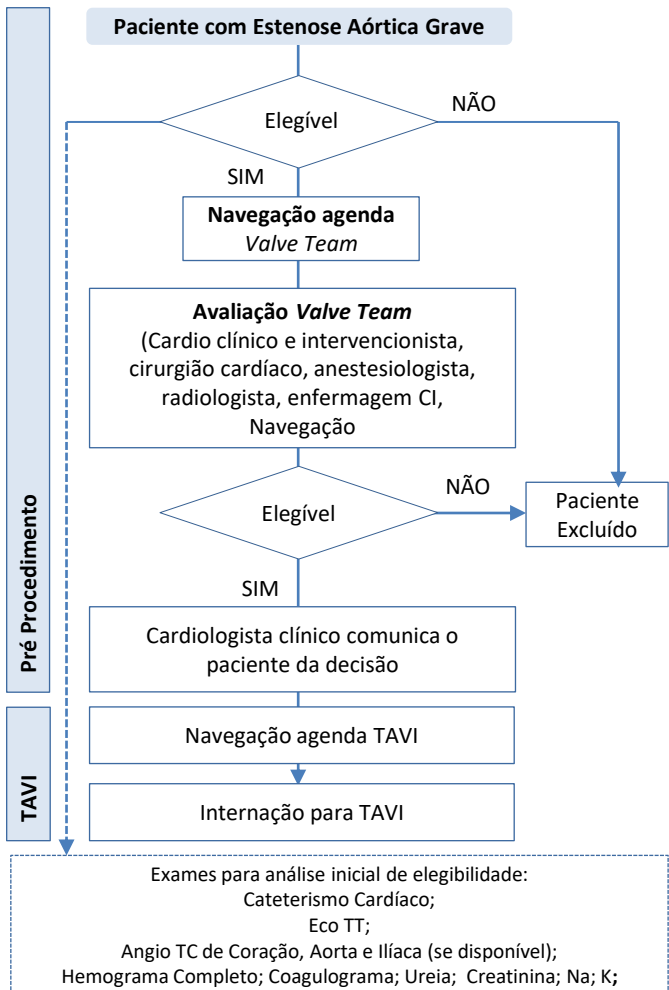 Paciente com Estenose Aórtica Grave
Elegível
NÃO
SIM
Navegação agenda
Valve Team
Avaliação Valve Team
(Cardio clínico e intervencionista,
cirurgião cardíaco, anestesiologista,
radiologista, enfermagem CI,
Navegação
Elegível
NÃO
Paciente
Excluído
SIM
Cardiologista clínico comunica o
paciente da decisão
Pré Procedimento
Navegação agenda TAVI
Internação para TAVI
TAVI
Exames para análise inicial de elegibilidade:
Cateterismo Cardíaco;
Eco TT;
Angio TC de Coração, Aorta e Ilíaca (se disponível);
Hemograma Completo; Coagulograma; Ureia; Creatinina; Na; K;